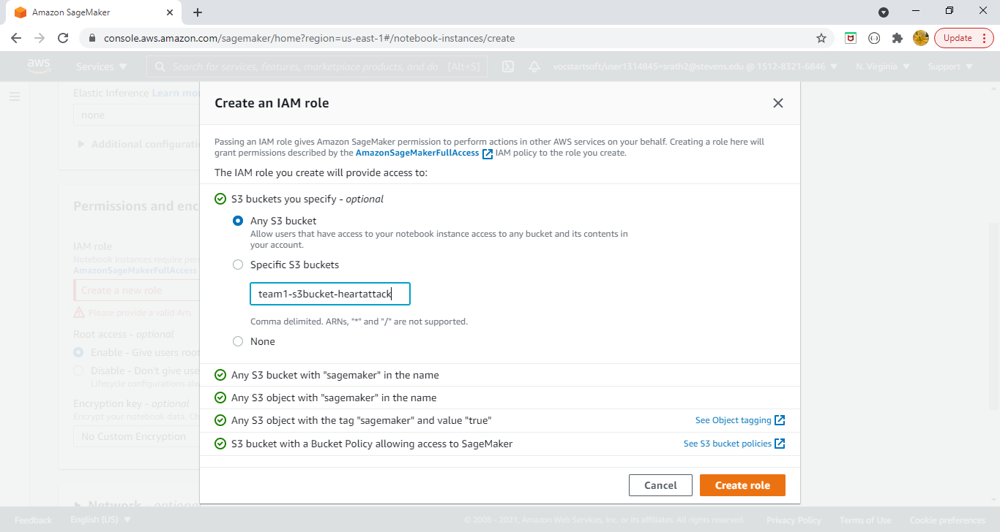 Amazon SageMaker
console.aws.amazon.com/sagemaker/home?region=us-east-1#/notebook-instances/create
Update
aws
Services
Search for services, features, marketplace products, and do
[Alt+S]
vocstartsoft/user1314845=srath2@stevens.edu @ 1512-8321-6846
N. Virginia
Support
Elastic Inference Learn mo
none
Additional configurati
Permissions and enc
IAM role
Notebook instances require per
AmazonSageMakerFullAccess
Create a new role
Please provide a valid Arn.
Root access - optional
Enable - Give users root
Disable - Don't give use
Lifecycle configurations alw
Encryption key - optional
Encrypt your notebook data. Ch
No Custom Encryption
Network - optional
Create an IAM role
Passing an IAM role gives Amazon SageMaker permission to perform actions in other AWS services on your behalf. Creating a role here will
grant permissions described by the AmazonSageMakerFullAccess IAM policy to the role you create.
The IAM role you create will provide access to:
S3 buckets you specify - optional
Any S3 bucket
Allow users that have access to your notebook instance access to any bucket and its contents in
your account.
Specific S3 buckets
team1-s3bucket-heartattack
Comma delimited. ARNs, "*" and "/" are not supported.
None
Any S3 bucket with "sagemaker" in the name
Any S3 object with "sagemaker" in the name
Any S3 object with the tag "sagemaker" and value "true"
See Object tagging
S3 bucket with a Bucket Policy allowing access to SageMaker
See S3 bucket policies
Cancel
Create role
Feedback
English (US)
© 2008 - 2021, Amazon Web Services, Inc. or its affiliates. All rights reserved.
Privacy Policy
Terms of Use
Cookie preferences